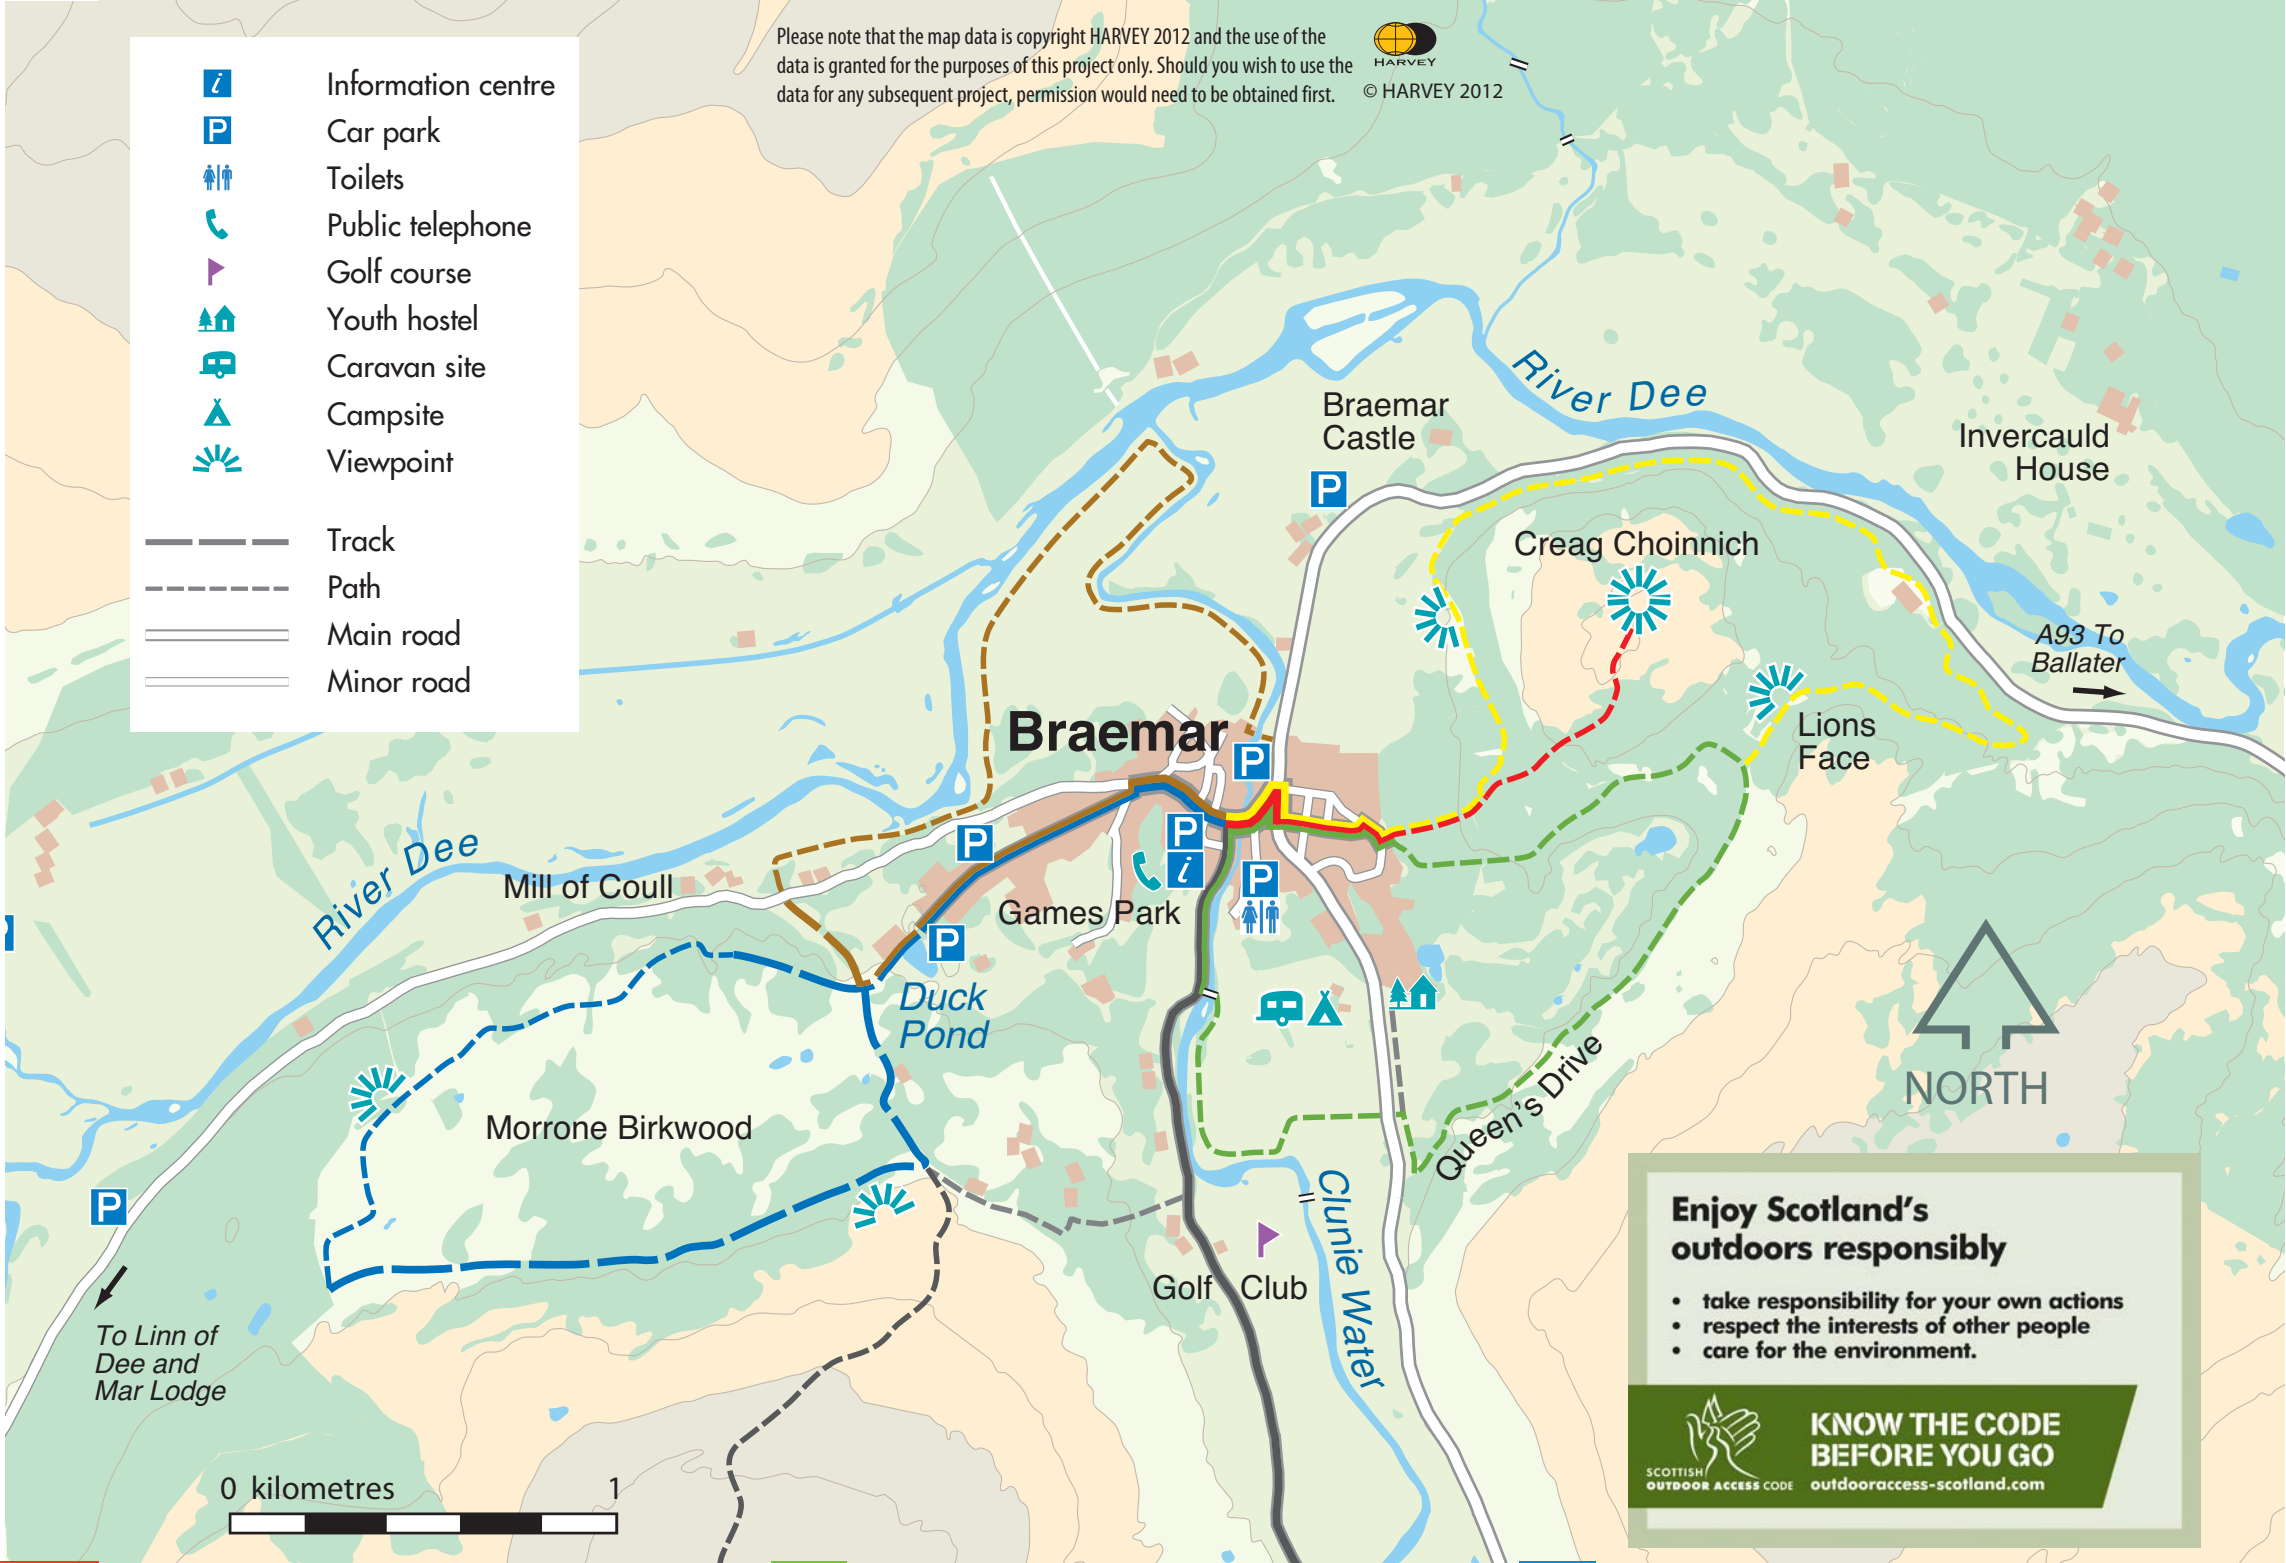 Please note that the map data is copyright HARVEY 2012 and the use of the
data is granted for the purposes of this project only. Should you wish to use the
data for any subsequent project, permission would need to be obtained first.
HARVEY
© HARVEY 2012
i Information centre
P Car park
Toilets
Public telephone
Golf course
Youth hostel
Caravan site
Campsite
Viewpoint
Track
Path
Main road
Minor road
River Dee
Braemar
Castle
P
Invercauld
House
Creag Choinnich
A93 To
Ballater
Lions
Face
Braemar
P
P
P
i
P
River Dee
Mill of Coull
Games Park
P
Duck
Pond
Morrone Birkwood
Queen's Drive
NORTH
P
To Linn of
Dee and
Mar Lodge
Golf Club
Clunie Water
0 kilometres 1
Enjoy Scotland's
outdoors responsibly
• take responsibility for your own actions
• respect the interests of other people
• care for the environment.
SCOTTISH
OUTDOOR ACCESS CODE
KNOW THE CODE
BEFORE YOU GO
outdooraccess-scotland.com